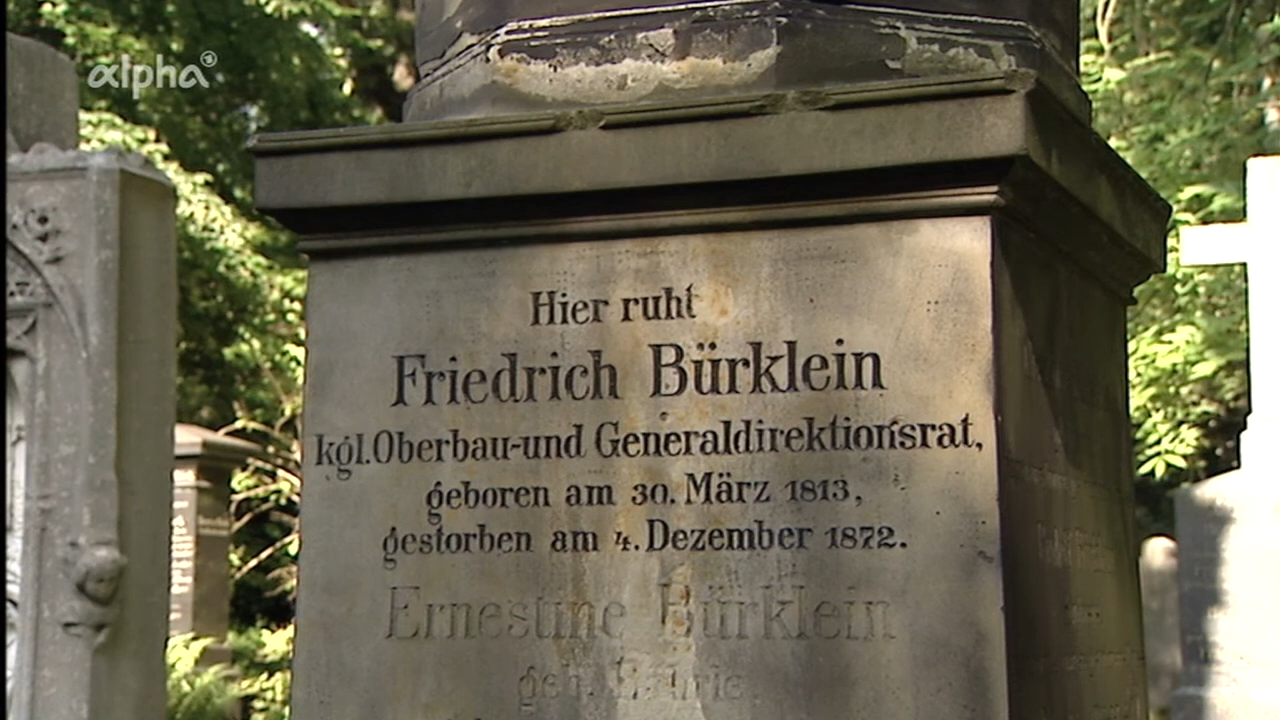 alpha
Hier ruht
Friedrich Bürklein
kgl. Oberbau-und Generaldirektionsrat,
geboren am 30. März 1813,
gestorben am 4. Dezember 1872.
Ernestine Bürklein
geb.